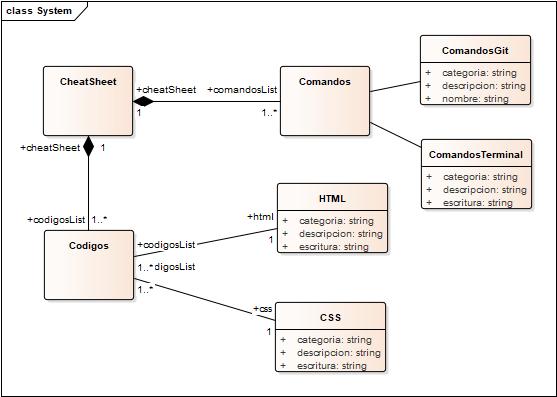 class System
CheatSheet
+cheatSheet
1
+comandosList
1..*
Comandos
ComandosGit
+ categoria: string
+ descripcion: string
+ nombre: string
ComandosTerminal
+ categoria: string
+ descripcion: string
+ escritura: string
+cheatSheet
1
+codigosList
1..*
Codigos
+codigosList
1..*
+html
1
HTML
+ categoria: string
+ descripcion: string
+ escritura: string
digosList
1..*
+css
1
CSS
+ categoria: string
+ descripcion: string
+ escritura: string